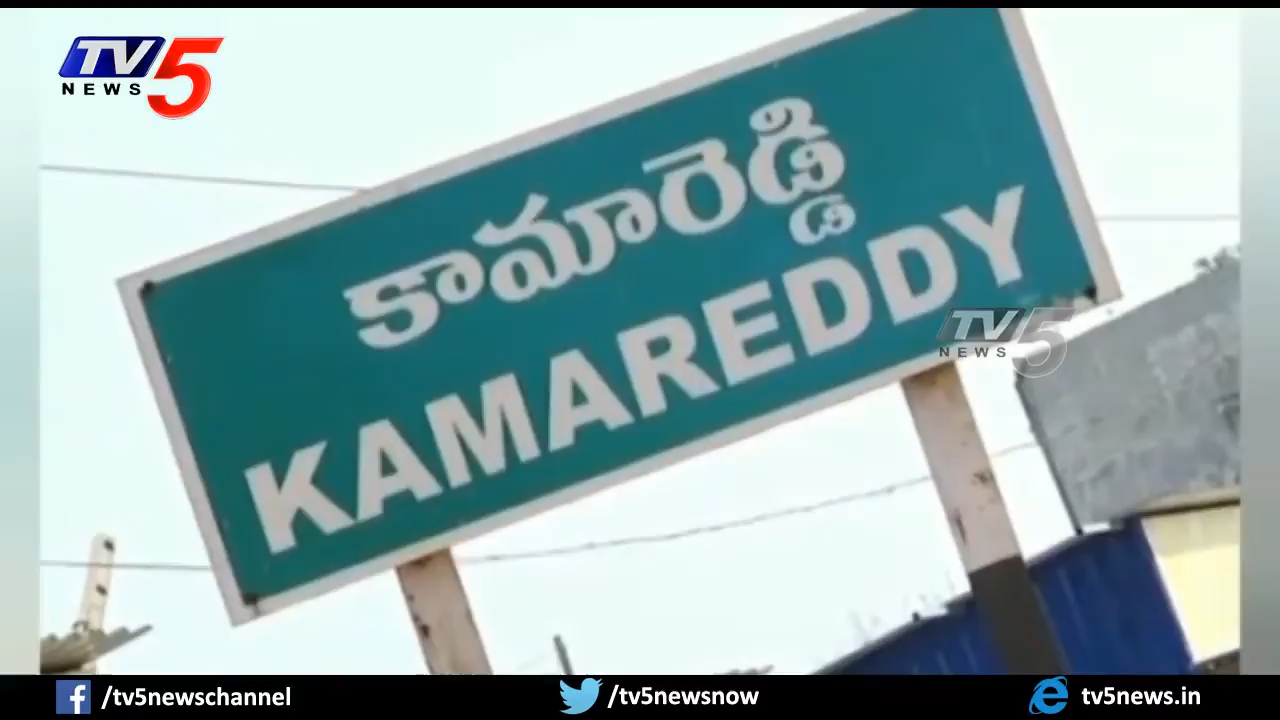 TV5
NEWS
కామారెడ్డి
KAMAREDDY
TV5
NEWS
/tv5newschannel
/tv5newsnow
tv5news.in